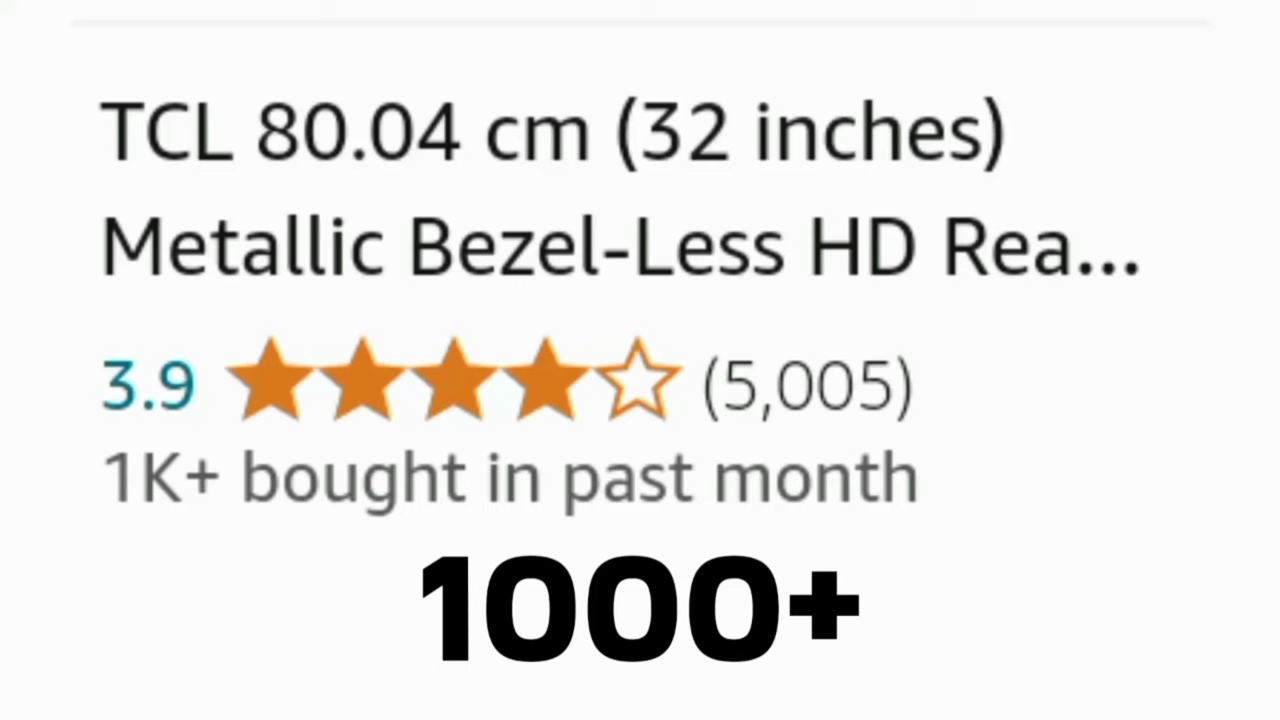 TCL 80.04 cm (32 inches)
Metallic Bezel-Less HD Rea...
3.9 (5,005)
1K+ bought in past month
1000+